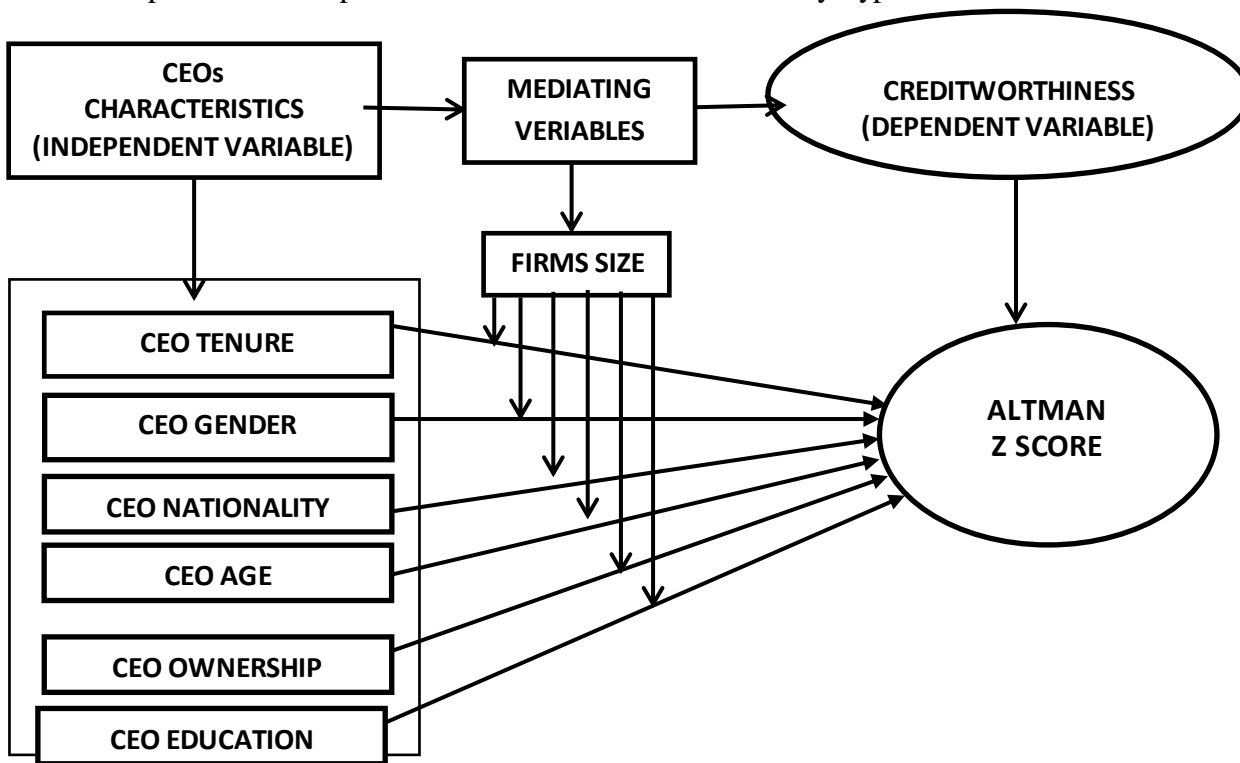 CEOs
CHARACTERISTICS
(INDEPENDENT VARIABLE)
MEDIATING
VERIABLES
CREDITWORTHINESS
(DEPENDENT VARIABLE)
FIRMS SIZE
CEO TENURE
CEO GENDER
CEO NATIONALITY
CEO AGE
CEO OWNERSHIP
CEO EDUCATION
ALTMAN
Z SCORE